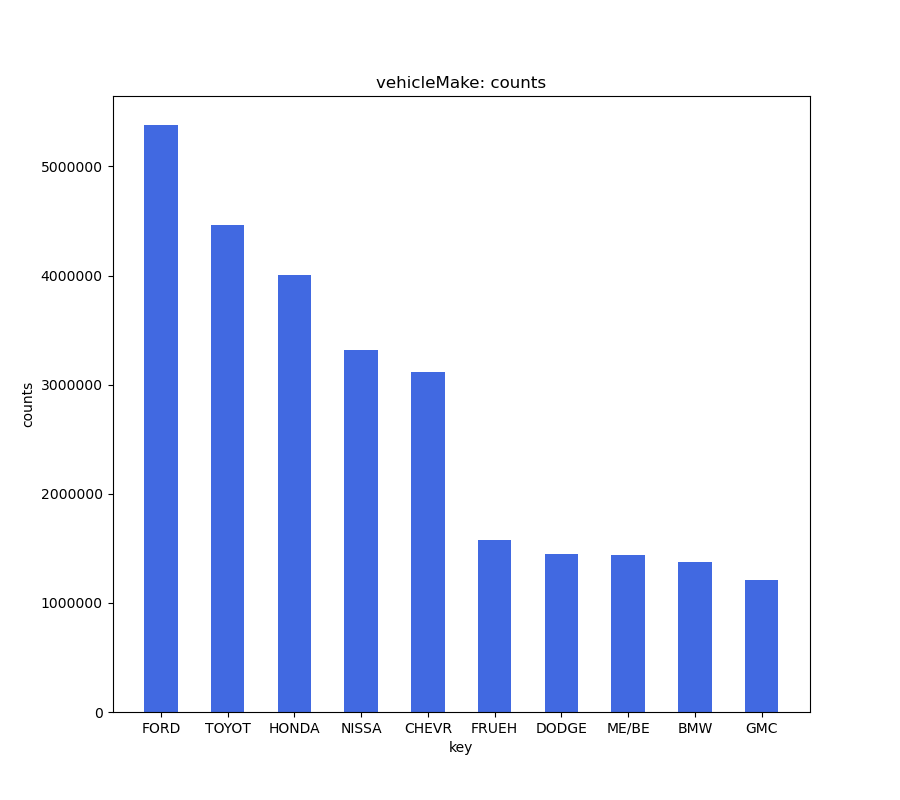 vehicleMake: counts
5000000
4000000
3000000
2000000
1000000
0
counts
FORD TOYOT HONDA NISSA CHEVR FRUEH DODGE ME/BE BMW GMC
key